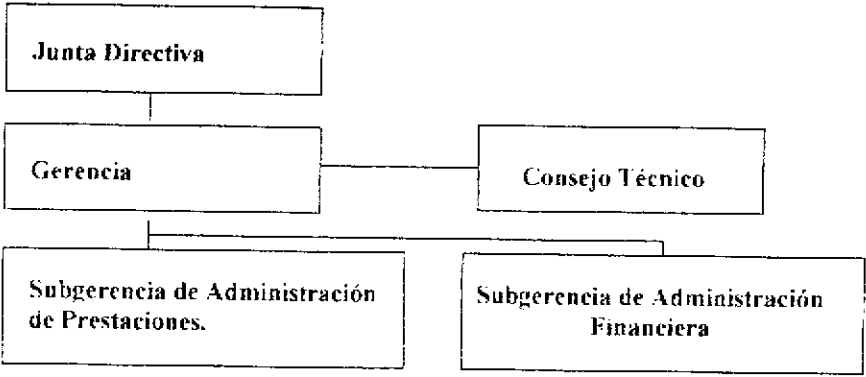 Junta Directiva
Gerencia
Consejo Técnico
Subgerencia de Administración
de Prestaciones.
Subgerencia de Administración
Financiera